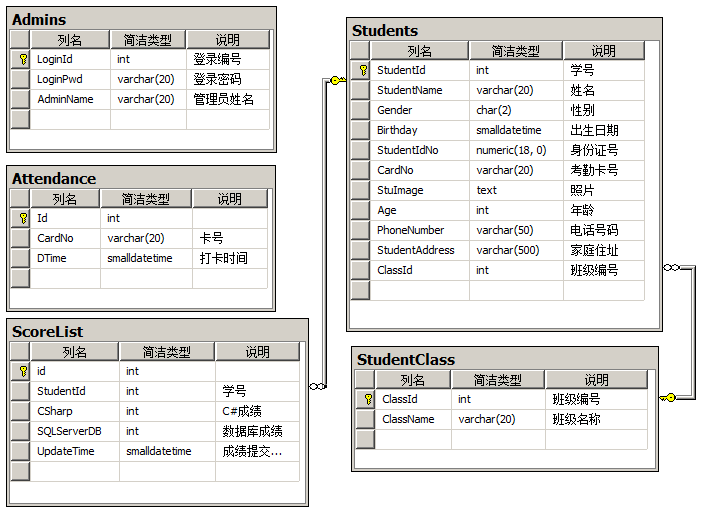 Admins
列名 简洁类型 说明
LoginId int 登录编号
LoginPwd varchar(20) 登录密码
AdminName varchar(20) 管理员姓名
Attendance
列名 简洁类型 说明
Id int
CardNo varchar(20) 卡号
DTime smalldatetime 打卡时间
ScoreList
列名 简洁类型 说明
id int
StudentId int 学号
CSharp int C#成绩
SQLServerDB int 数据库成绩
UpdateTime smalldatetime 成绩提交...
Students
列名 简洁类型 说明
StudentId int 学号
StudentName varchar(20) 姓名
Gender char(2) 性别
Birthday smalldatetime 出生日期
StudentIdNo numeric(18, 0) 身份证号
CardNo varchar(20) 考勤卡号
StuImage text 照片
Age int 年龄
PhoneNumber varchar(50) 电话号码
StudentAddress varchar(500) 家庭住址
ClassId int 班级编号
StudentClass
列名 简洁类型 说明
ClassId int 班级编号
ClassName varchar(20) 班级名称